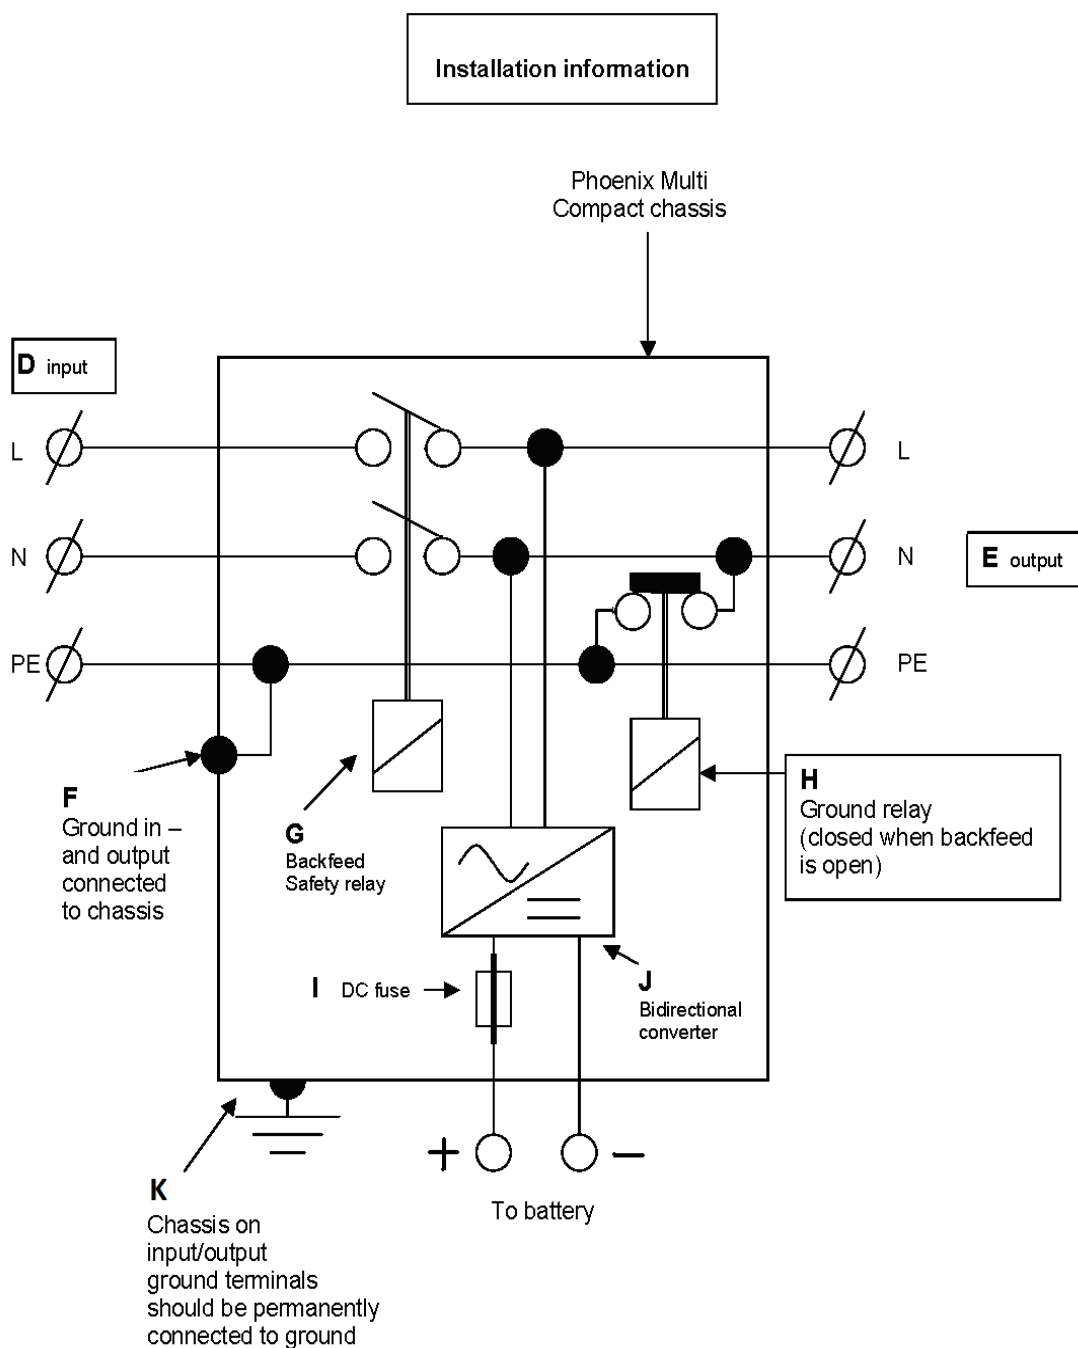 Installation information
Phoenix Multi
Compact chassis
D input
L
L
N
N
E output
PE
PE
F
Ground in –
and output
connected
to chassis
G
Backfeed
Safety relay
H
Ground relay
(closed when backfeed
is open)
I DC fuse
J
Bidirectional
converter
+
–
To battery
K
Chassis on
input/output
ground terminals
should be permanently
connected to ground